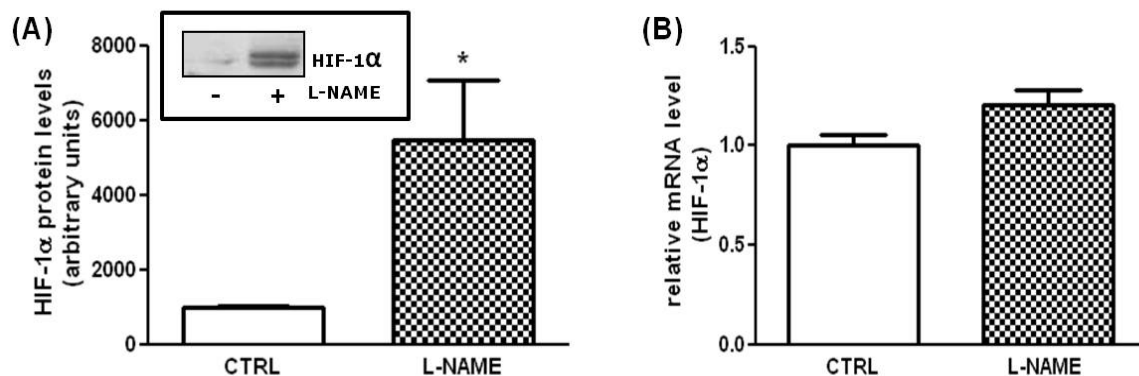 (A)
HIF-1α protein levels
(arbitrary units)
8000
6000
4000
2000
0
HIF-1α
- + L-NAME
*
CTRL L-NAME
(B)
relative mRNA level
(HIF-1α)
1.5
1.0
0.5
0.0
CTRL L-NAME